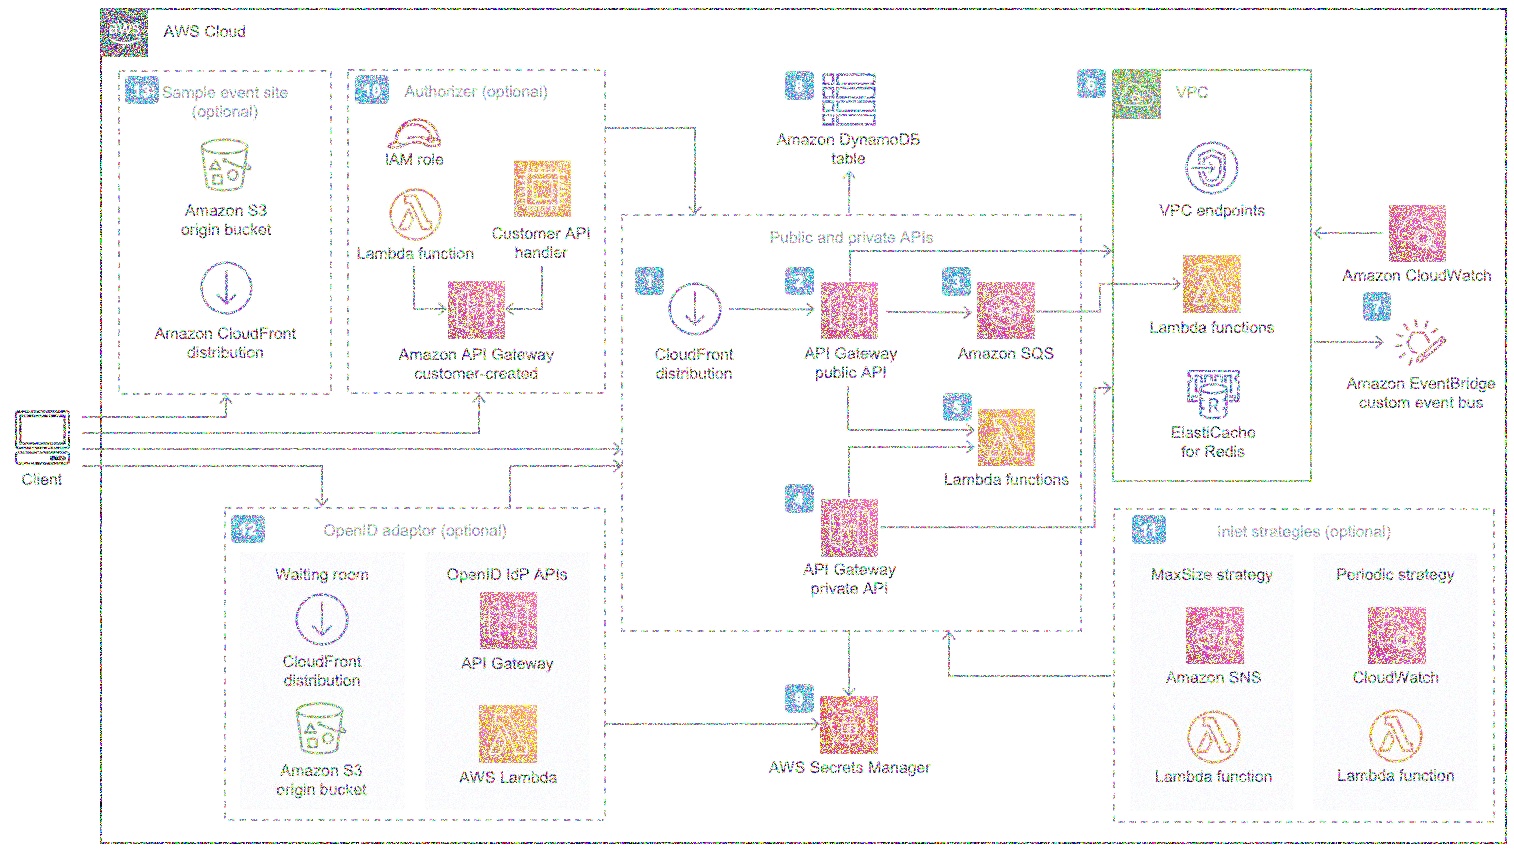 aws
AWS Cloud
13
Sample event site
(optional)
Amazon S3
origin bucket
Amazon CloudFront
distribution
10
Authorizer (optional)
IAM role
Lambda function
Customer API
handler
Amazon API Gateway
customer-created
8
Amazon DynamoDB
table
6
VPC
VPC endpoints
Lambda functions
R
ElastiCache
for Redis
Amazon CloudWatch
7
Amazon EventBridge
custom event bus
Public and private APIs
1
CloudFront
distribution
2
API Gateway
public API
3
Amazon SQS
5
Lambda functions
4
API Gateway
private API
Client
12
OpenID adaptor (optional)
Waiting room
CloudFront
distribution
Amazon S3
origin bucket
OpenID IdP APIs
API Gateway
AWS Lambda
9
AWS Secrets Manager
11
Inlet strategies (optional)
MaxSize strategy
Amazon SNS
Lambda function
Periodic strategy
CloudWatch
Lambda function